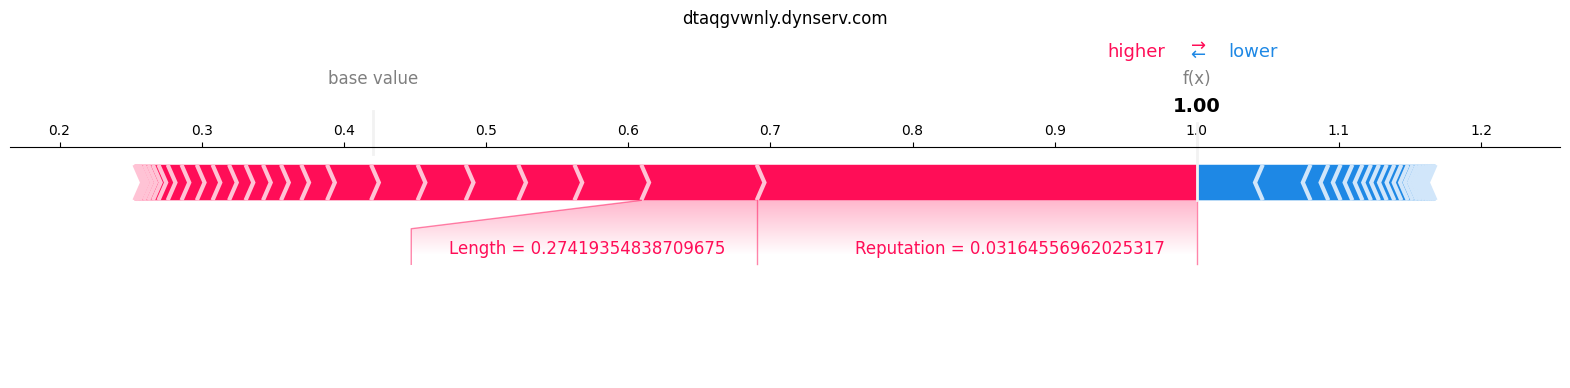 dtaqgvwnly.dynserv.com
higher → ← lower
base value f(x)
1.00
0.2 0.3 0.4 0.5 0.6 0.7 0.8 0.9 1.0 1.1 1.2
Length = 0.27419354838709675 Reputation = 0.03164556962025317